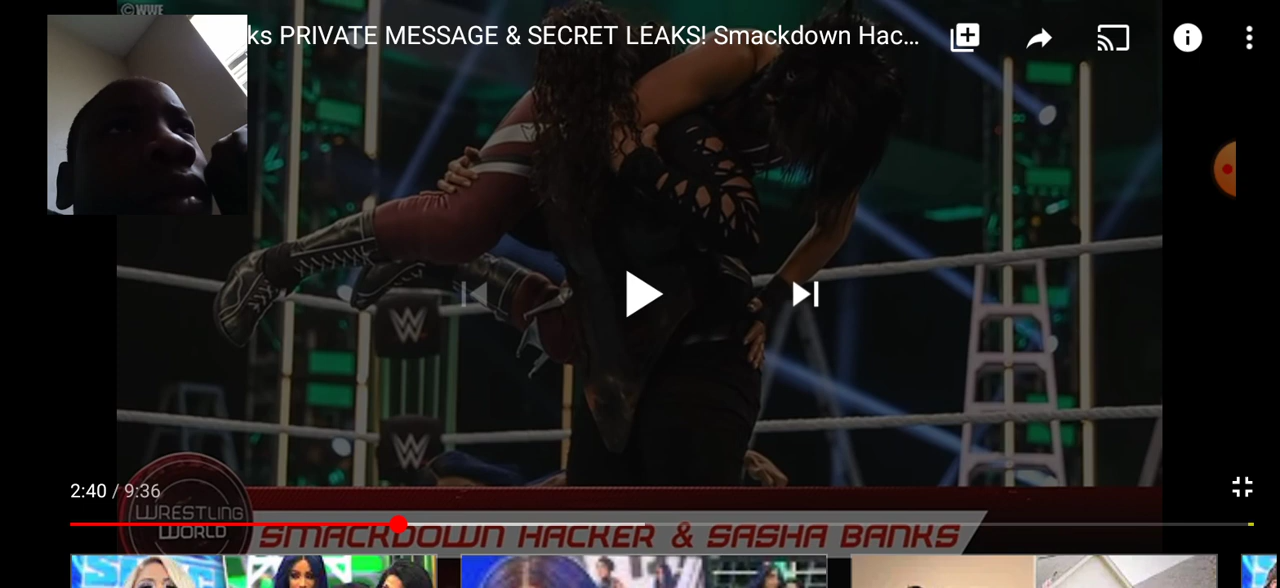 ©WWE
ks PRIVATE MESSAGE & SECRET LEAKS! Smackdown Hac...
W
W
2:40 / 9:36
WRESTLING
WORLD
SMACKDOWN HACKER & SASHA BANKS